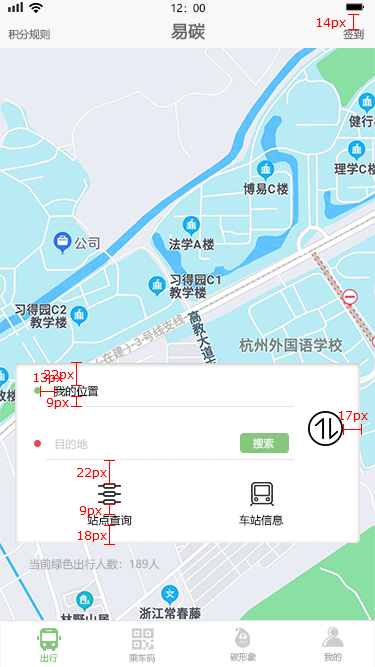 12：00
14px
积分规则
易碳
签到
健行
理学C楼
博易C楼
公司
法学A楼
习得园C1
教学楼
习得园C2
教学楼
(在建)-3号线支线
高教大道
杭州外国语学校
教楼
22px
13px
我的位置
9px
17px
目的地
搜索
22px
9px
站点查询
车站信息
18px
当前绿色出行人数：189人
浙江常春藤
林野山居
出行
乘车码
碳形象
我的